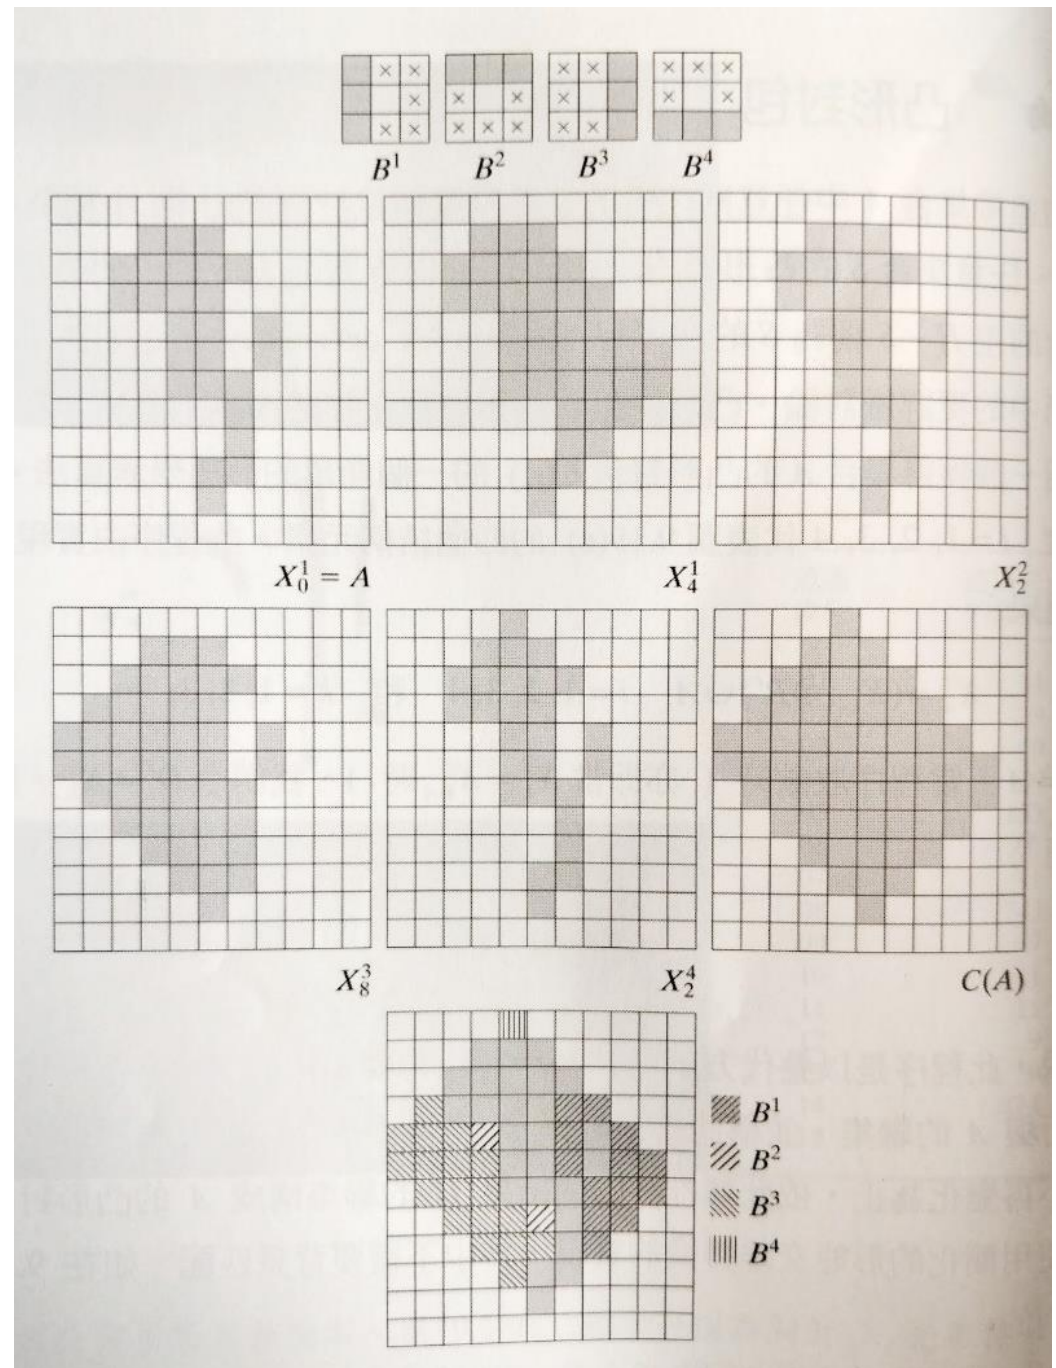 × × × × × × ×
× × × × × ×
× × × × × × ×
B¹ B² B³ B⁴
X₀¹ = A X₄¹ X₂²
X₈³ X₂⁴ C(A)
B¹
B²
B³
B⁴